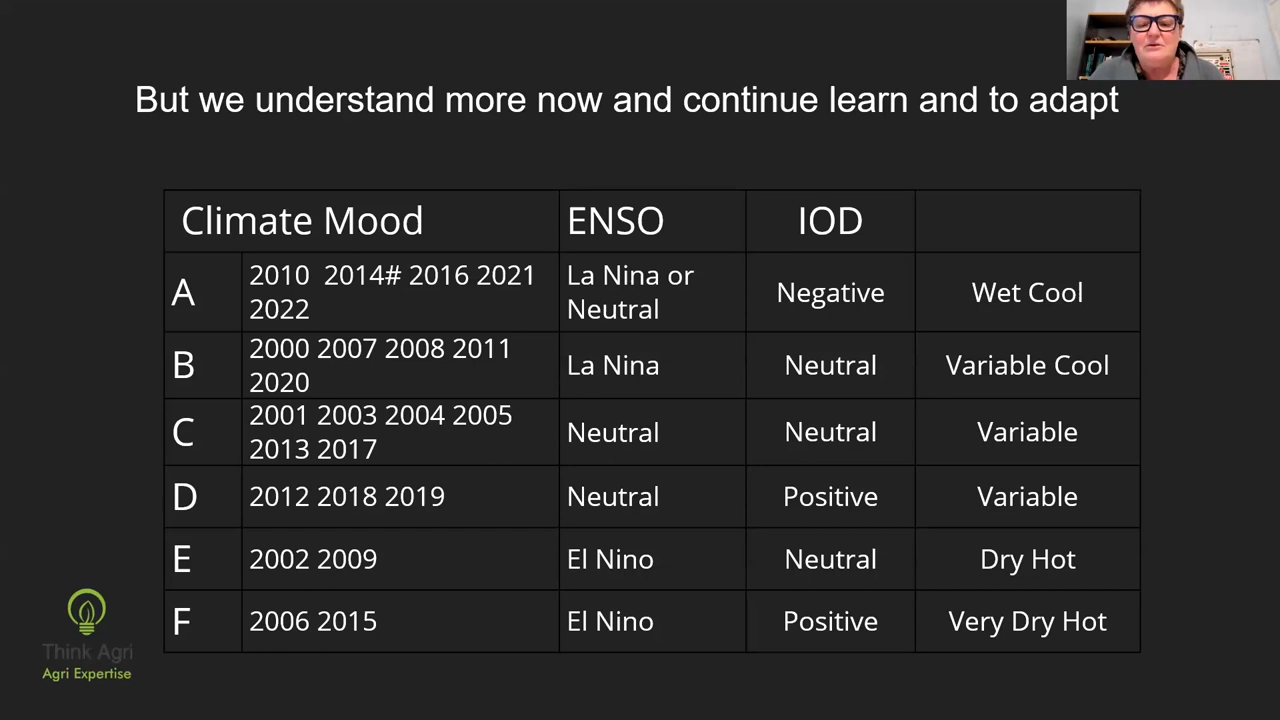 But we understand more now and continue learn and to adapt
Climate Mood ENSO IOD
A 2010 2014# 2016 2021 2022 La Nina or Neutral Negative Wet Cool
B 2000 2007 2008 2011 2020 La Nina Neutral Variable Cool
C 2001 2003 2004 2005 2013 2017 Neutral Neutral Variable
D 2012 2018 2019 Neutral Positive Variable
E 2002 2009 El Nino Neutral Dry Hot
F 2006 2015 El Nino Positive Very Dry Hot
Think Agri
Agri Expertise